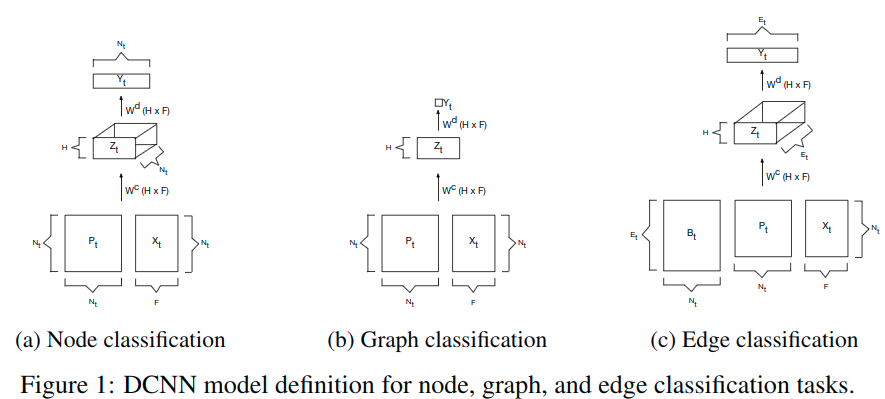 N_t
Y_t
W^d (H x F)
H
Z_t
N_t
W^c (H x F)
N_t
P_t
X_t
N_t
N_t
F
(a) Node classification
Y_t
W^d (H x F)
H
Z_t
W^c (H x F)
N_t
P_t
X_t
N_t
N_t
F
(b) Graph classification
E_t
Y_t
W^d (H x F)
H
Z_t
E_t
W^c (H x F)
E_t
B_t
P_t
X_t
N_t
N_t
N_t
F
(c) Edge classification
Figure 1: DCNN model definition for node, graph, and edge classification tasks.